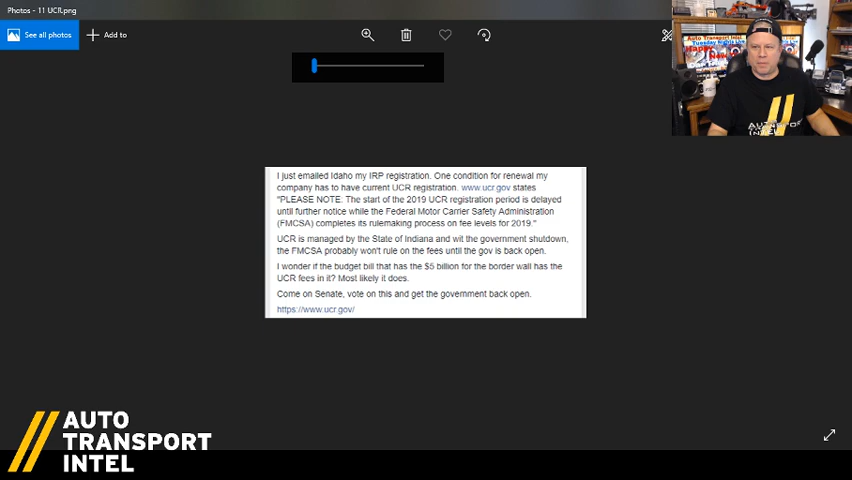 Photos - 11 UCR.png
See all photos
Add to
I just emailed Idaho my IRP registration. One condition for renewal my
company has to have current UCR registration. www.ucr.gov states
"PLEASE NOTE: The start of the 2019 UCR registration period is delayed
until further notice while the Federal Motor Carrier Safety Administration
(FMCSA) completes its rulemaking process on fee levels for 2019."
UCR is managed by the State of Indiana and wit the government shutdown,
the FMCSA probably won't rule on the fees until the gov is back open.
I wonder if the budget bill that has the $5 billion for the border wall has the
UCR fees in it? Most likely it does.
Come on Senate, vote on this and get the government back open.
https://www.ucr.gov/
Auto Transport Intel
Tuesday Nights Live
AUTOTRANSPORT
INTEL
AUTO
TRANSPORT
INTEL